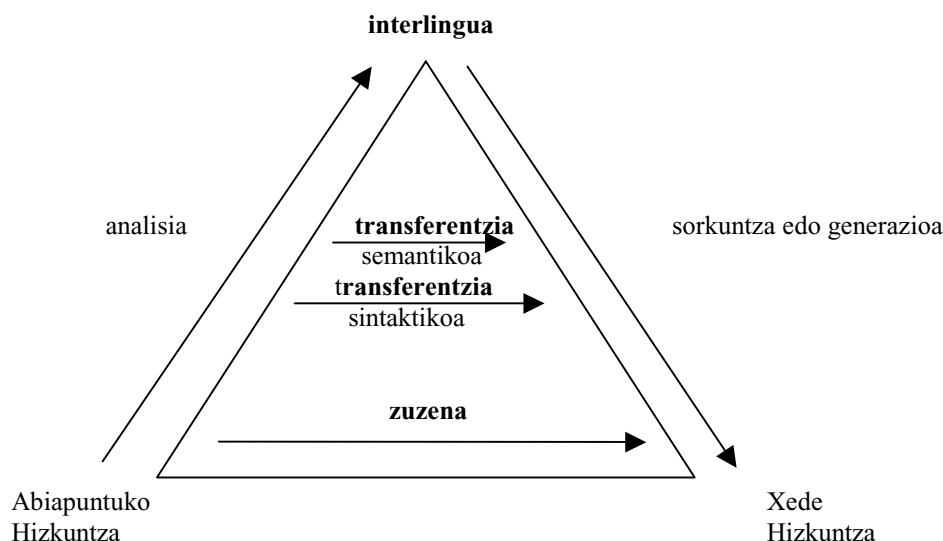 interlingua
analisia
transferentzia
semantikoa
transferentzia
sintaktikoa
sorkuntza edo generazioa
zuzena
Abiapuntuko
Hizkuntza
Xede
Hizkuntza